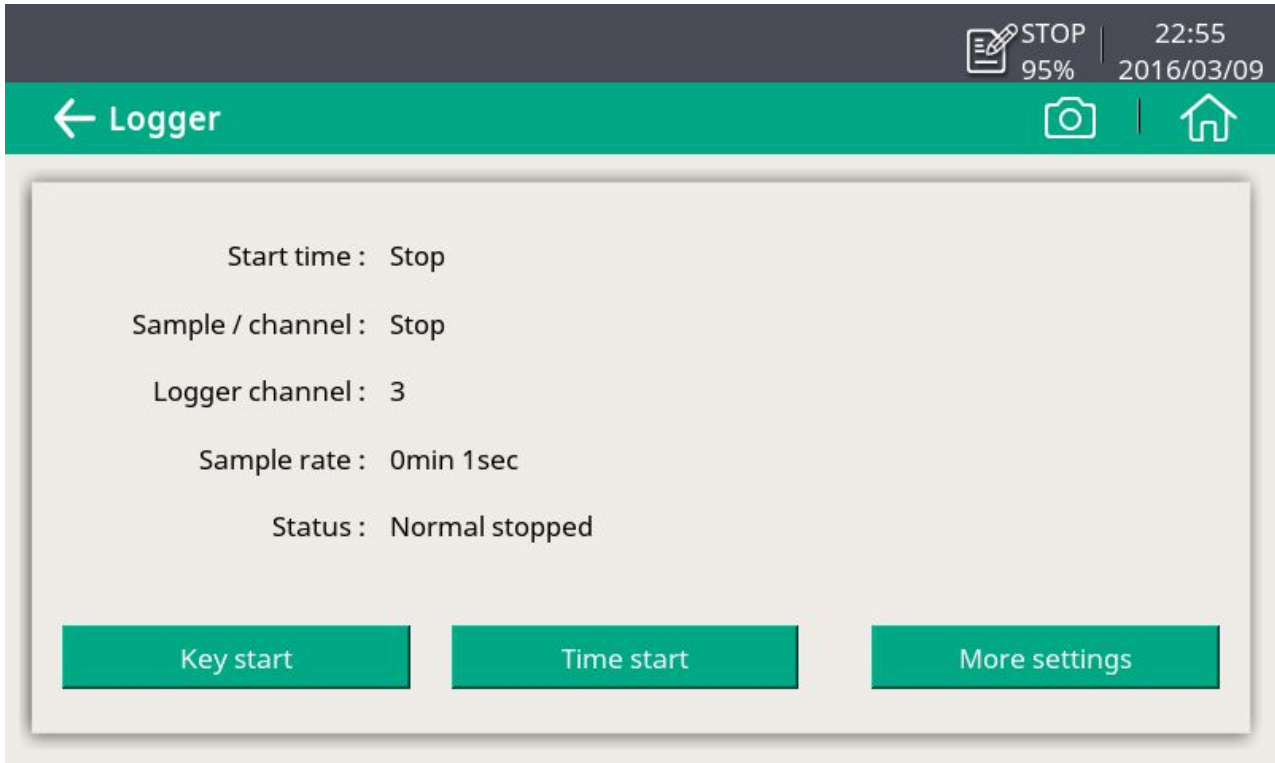 STOP 22:55
95% 2016/03/09
Logger
Start time : Stop
Sample / channel : Stop
Logger channel : 3
Sample rate : 0min 1sec
Status : Normal stopped
Key start Time start More settings